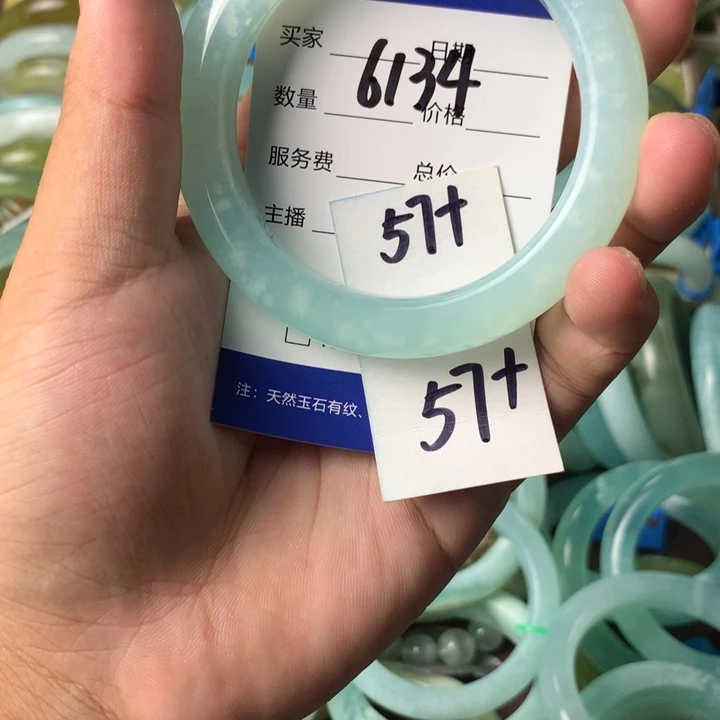 买家 日期
6134
数量 价格
服务费 总价
主播
57+
57+
注：天然玉石有纹、